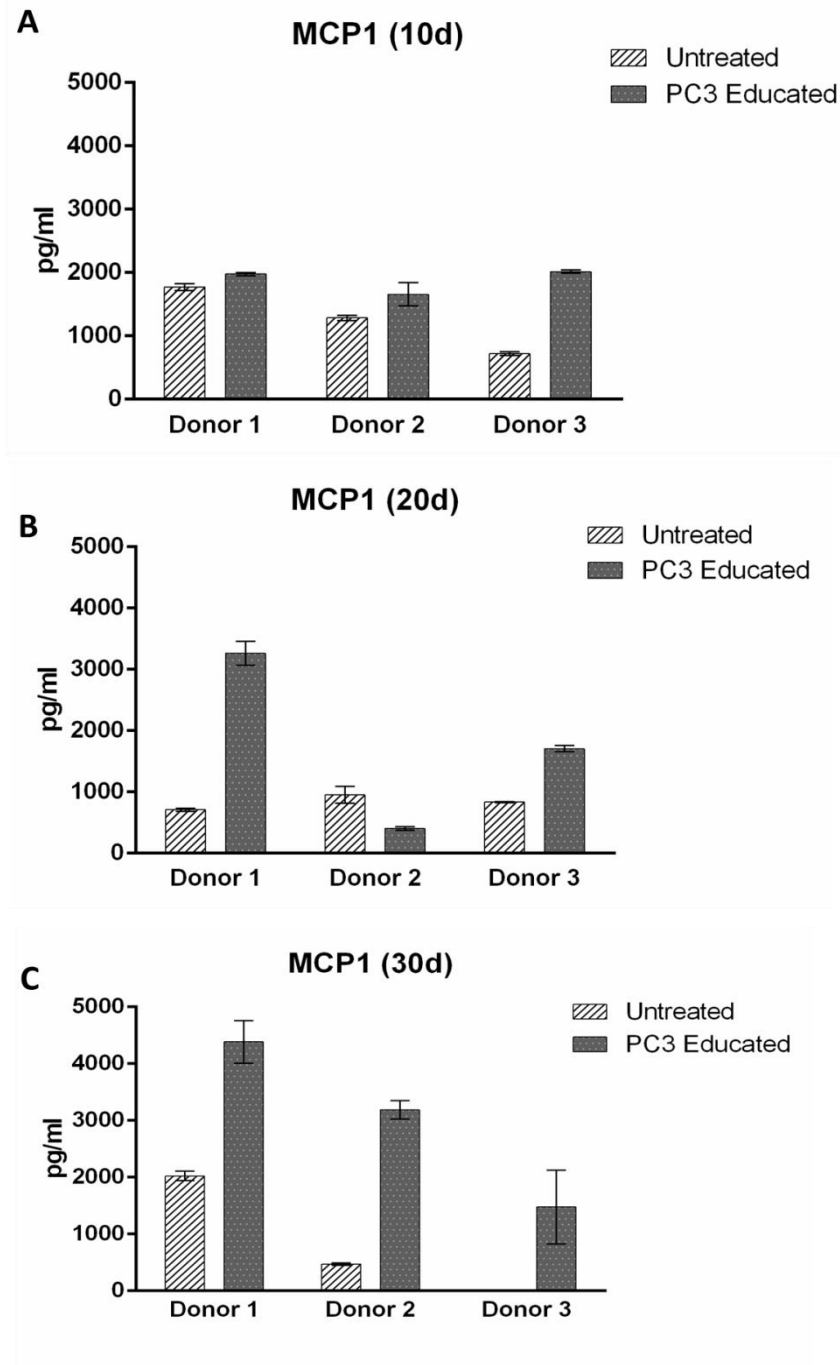 A
MCP1 (10d)
Untreated
PC3 Educated
5000
4000
3000
2000
1000
0
pg/ml
Donor 1 Donor 2 Donor 3
B
MCP1 (20d)
Untreated
PC3 Educated
5000
4000
3000
2000
1000
0
pg/ml
Donor 1 Donor 2 Donor 3
C
MCP1 (30d)
Untreated
PC3 Educated
5000
4000
3000
2000
1000
0
pg/ml
Donor 1 Donor 2 Donor 3